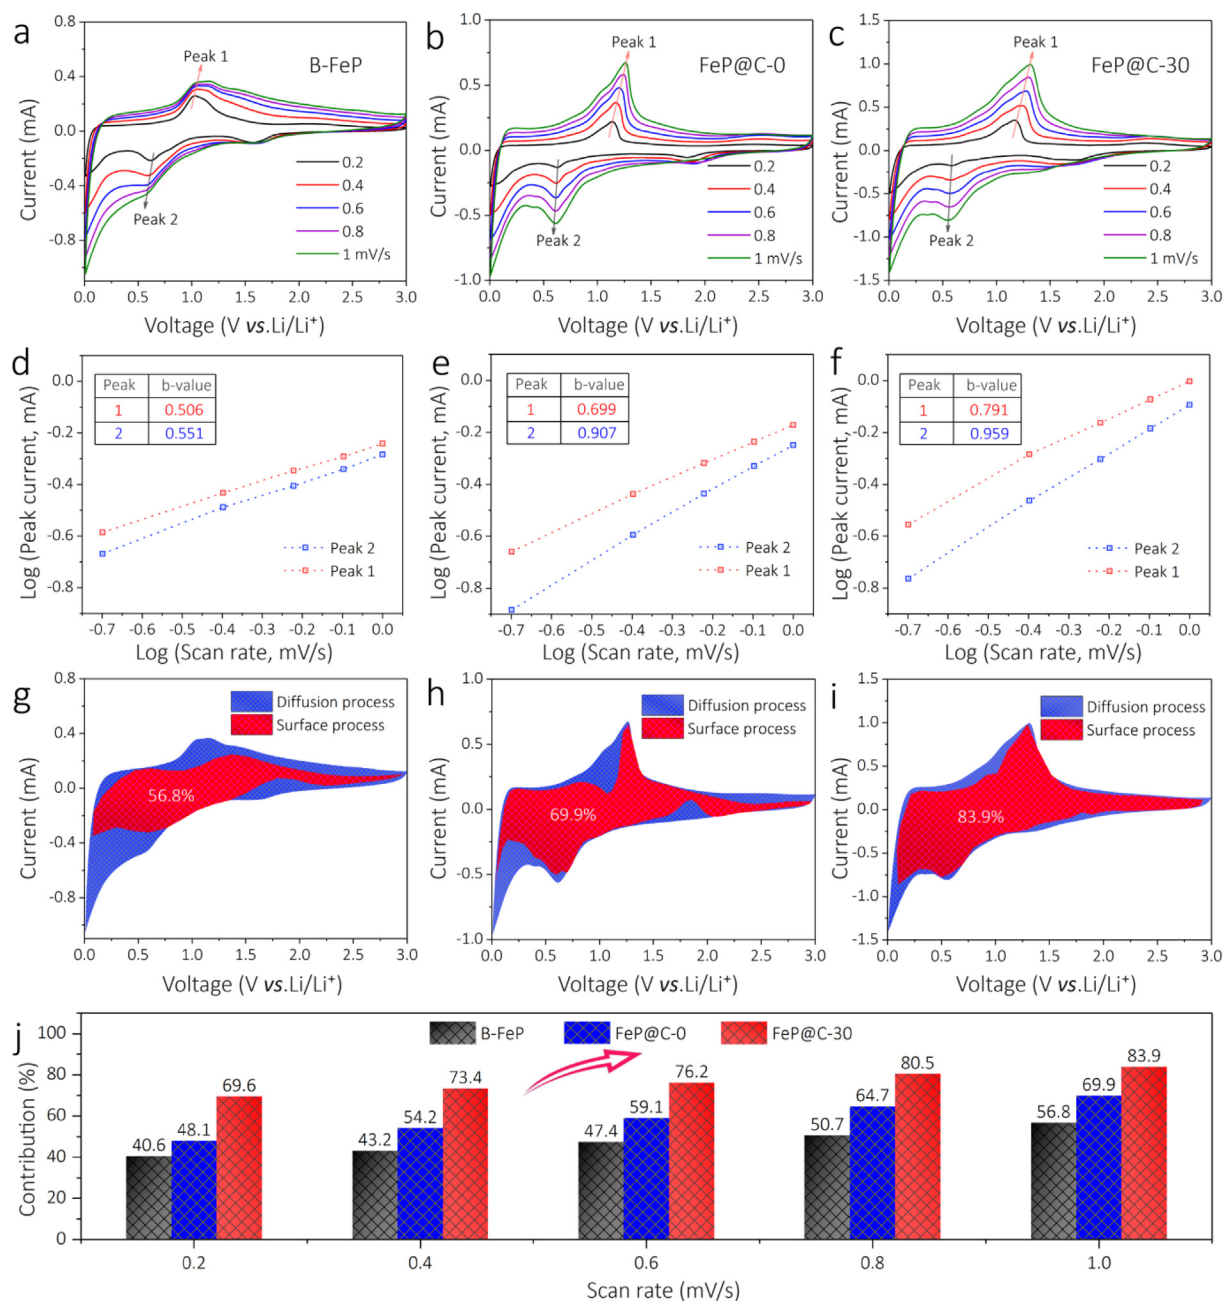 a
B-FeP
Peak 1
Peak 2
0.8
0.4
0.0
-0.4
-0.8
Current (mA)
0.2
0.4
0.6
0.8
1 mV/s
0.0 0.5 1.0 1.5 2.0 2.5 3.0
Voltage (V vs.Li/Li⁺)
b
FeP@C-0
Peak 1
Peak 2
1.0
0.5
0.0
-0.5
-1.0
Current (mA)
0.2
0.4
0.6
0.8
1 mV/s
0.0 0.5 1.0 1.5 2.0 2.5 3.0
Voltage (V vs.Li/Li⁺)
c
FeP@C-30
Peak 1
Peak 2
1.5
1.0
0.5
0.0
-0.5
-1.0
-1.5
Current (mA)
0.2
0.4
0.6
0.8
1 mV/s
0.0 0.5 1.0 1.5 2.0 2.5 3.0
Voltage (V vs.Li/Li⁺)
d
Peak b-value
1 0.506
2 0.551
0.0
-0.2
-0.4
-0.6
-0.8
Log (Peak current, mA)
Peak 2
Peak 1
-0.7 -0.6 -0.5 -0.4 -0.3 -0.2 -0.1 0.0
Log (Scan rate, mV/s)
e
Peak b-value
1 0.699
2 0.907
0.0
-0.2
-0.4
-0.6
-0.8
Log (Peak current, mA)
Peak 2
Peak 1
-0.7 -0.6 -0.5 -0.4 -0.3 -0.2 -0.1 0.0
Log (Scan rate, mV/s)
f
Peak b-value
1 0.791
2 0.959
0.0
-0.2
-0.4
-0.6
-0.8
Log (Peak current, mA)
Peak 2
Peak 1
-0.7 -0.6 -0.5 -0.4 -0.3 -0.2 -0.1 0.0
Log (Scan rate, mV/s)
g
Diffusion process
Surface process
56.8%
0.8
0.4
0.0
-0.4
-0.8
Current (mA)
0.0 0.5 1.0 1.5 2.0 2.5 3.0
Voltage (V vs.Li/Li⁺)
h
Diffusion process
Surface process
69.9%
1.0
0.5
0.0
-0.5
-1.0
Current (mA)
0.0 0.5 1.0 1.5 2.0 2.5 3.0
Voltage (V vs.Li/Li⁺)
i
Diffusion process
Surface process
83.9%
1.5
1.0
0.5
0.0
-0.5
-1.0
-1.5
Current (mA)
0.0 0.5 1.0 1.5 2.0 2.5 3.0
Voltage (V vs.Li/Li⁺)
j
B-FeP FeP@C-0 FeP@C-30
100
80
60
40
20
0
Contribution (%)
40.6 48.1 69.6
43.2 54.2 73.4
47.4 59.1 76.2
50.7 64.7 80.5
56.8 69.9 83.9
0.2 0.4 0.6 0.8 1.0
Scan rate (mV/s)